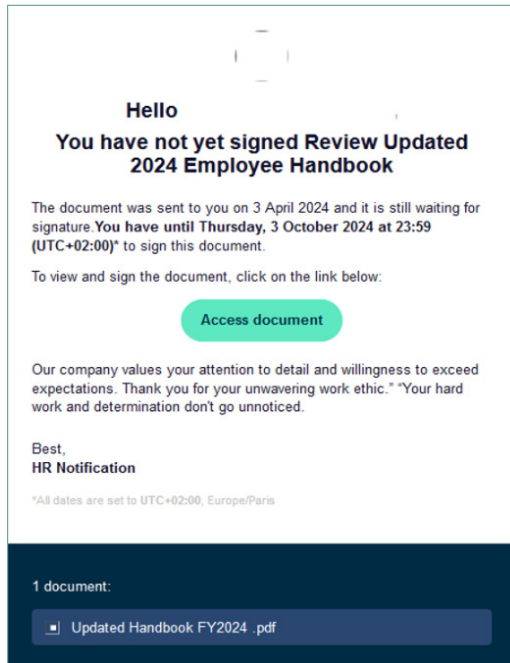 Hello ,
You have not yet signed Review Updated
2024 Employee Handbook
The document was sent to you on 3 April 2024 and it is still waiting for
signature.You have until Thursday, 3 October 2024 at 23:59
(UTC+02:00)* to sign this document.
To view and sign the document, click on the link below:
Access document
Our company values your attention to detail and willingness to exceed
expectations. Thank you for your unwavering work ethic.” “Your hard
work and determination don't go unnoticed.
Best,
HR Notification
*All dates are set to UTC+02:00, Europe/Paris
1 document:
Updated Handbook FY2024 .pdf